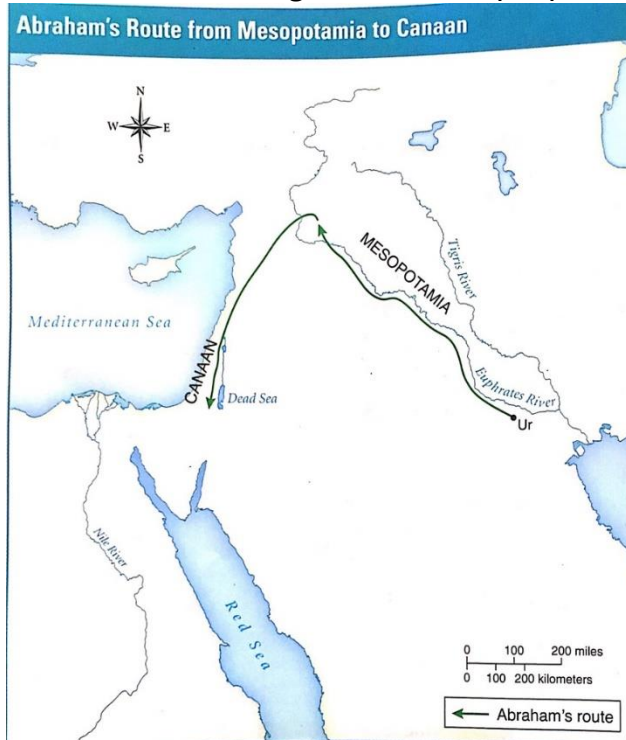 Abraham's Route from Mesopotamia to Canaan
N
W E
S
MESOPOTAMIA
Tigris River
Mediterranean Sea
CANAAN
Dead Sea
Euphrates River
Ur
Nile River
Red Sea
0 100 200 miles
0 100 200 kilometers
Abraham's route